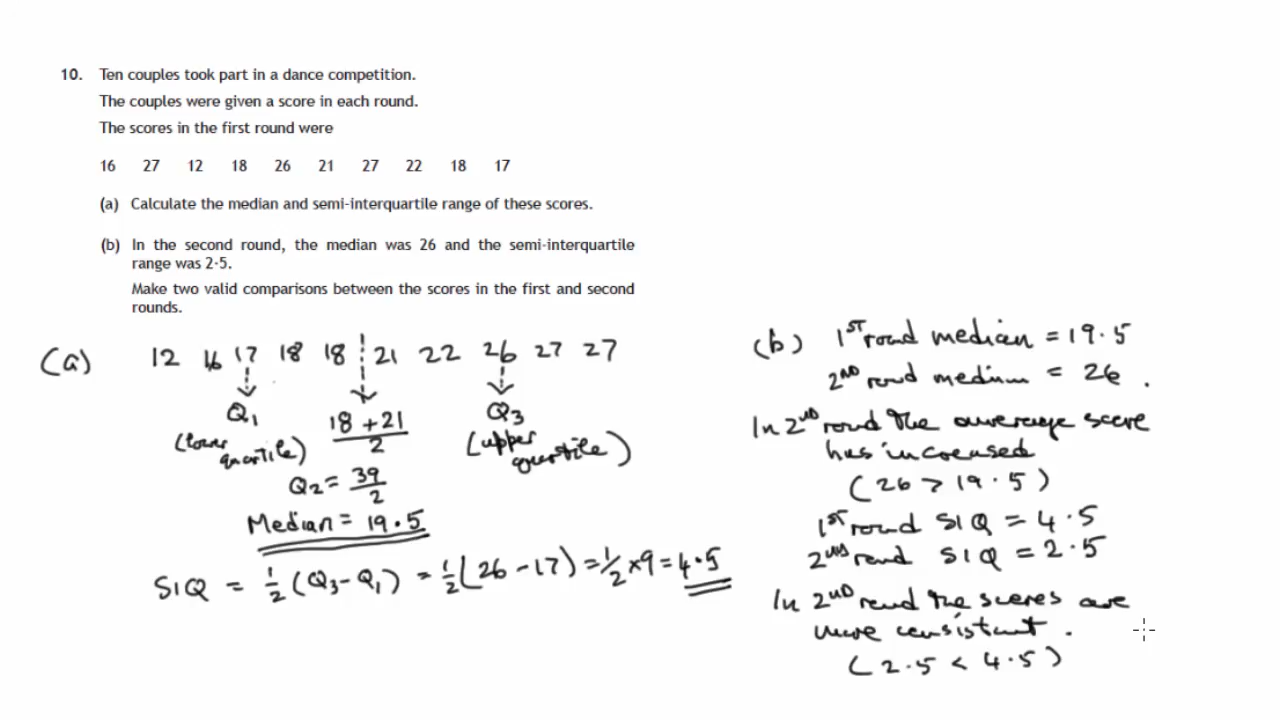 10. Ten couples took part in a dance competition.
The couples were given a score in each round.
The scores in the first round were
16 27 12 18 26 21 27 22 18 17
(a) Calculate the median and semi-interquartile range of these scores.
(b) In the second round, the median was 26 and the semi-interquartile
range was 2·5.
Make two valid comparisons between the scores in the first and second
rounds.
(a) 12 16 17 18 18 21 22 26 27 27
Q1 18 + 21 / 2 Q3
(lower quartile) (upper quartile)
Q2 = 39/2
Median = 19.5
SIQ = 1/2 (Q3 - Q1) = 1/2 (26 - 17) = 1/2 x 9 = 4.5
(b) 1ST round median = 19.5
2ND round medium = 26.
In 2nd round the average score
has increased
(26 > 19.5)
1ST round SIQ = 4.5
2ND round SIQ = 2.5
In 2ND round the scores are
more consistant.
(2.5 < 4.5)